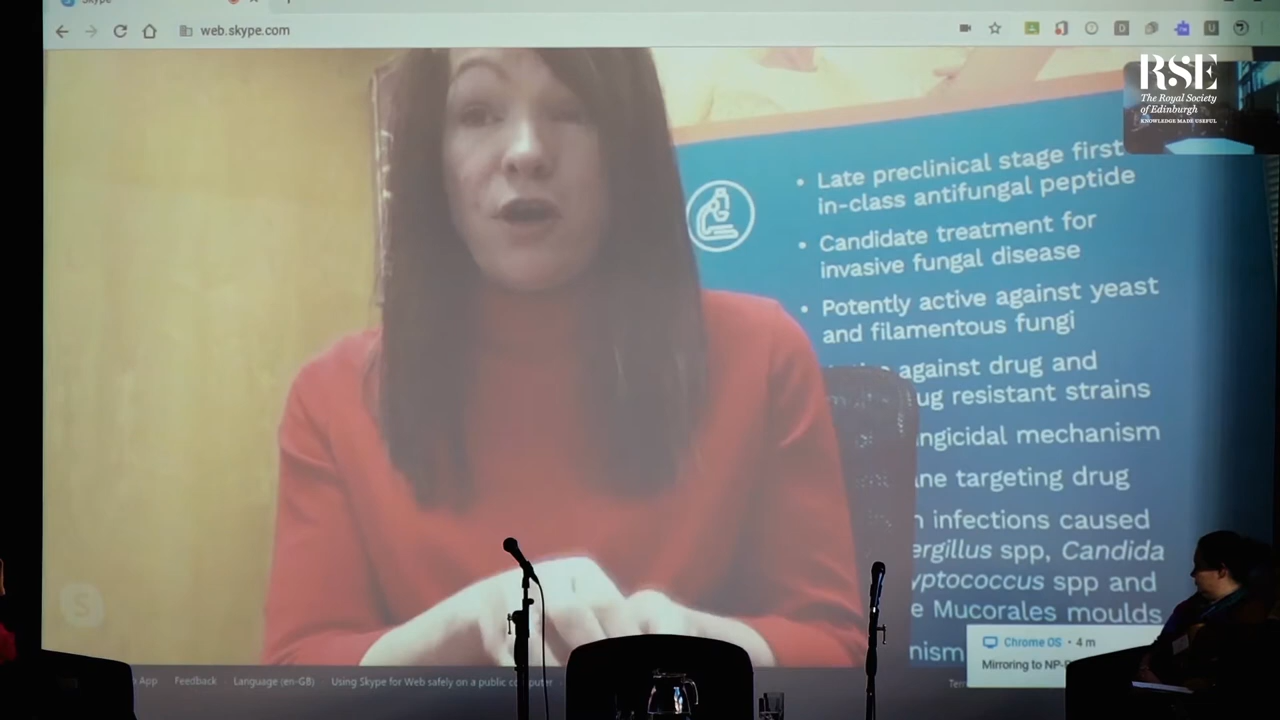 Skype
web.skype.com
RSE
The Royal Society
of Edinburgh
KNOWLEDGE MADE USEFUL
• Late preclinical stage first
in-class antifungal peptide
• Candidate treatment for
invasive fungal disease
• Potently active against yeast
and filamentous fungi
against drug and
ug resistant strains
ngicidal mechanism
ne targeting drug
infections caused
ergillus spp, Candida
yptococcus spp and
e Mucorales moulds
nism
Chrome OS • 4 m
Mirroring to NP-
App Feedback Language (en-GB) Using Skype for Web safely on a public computer